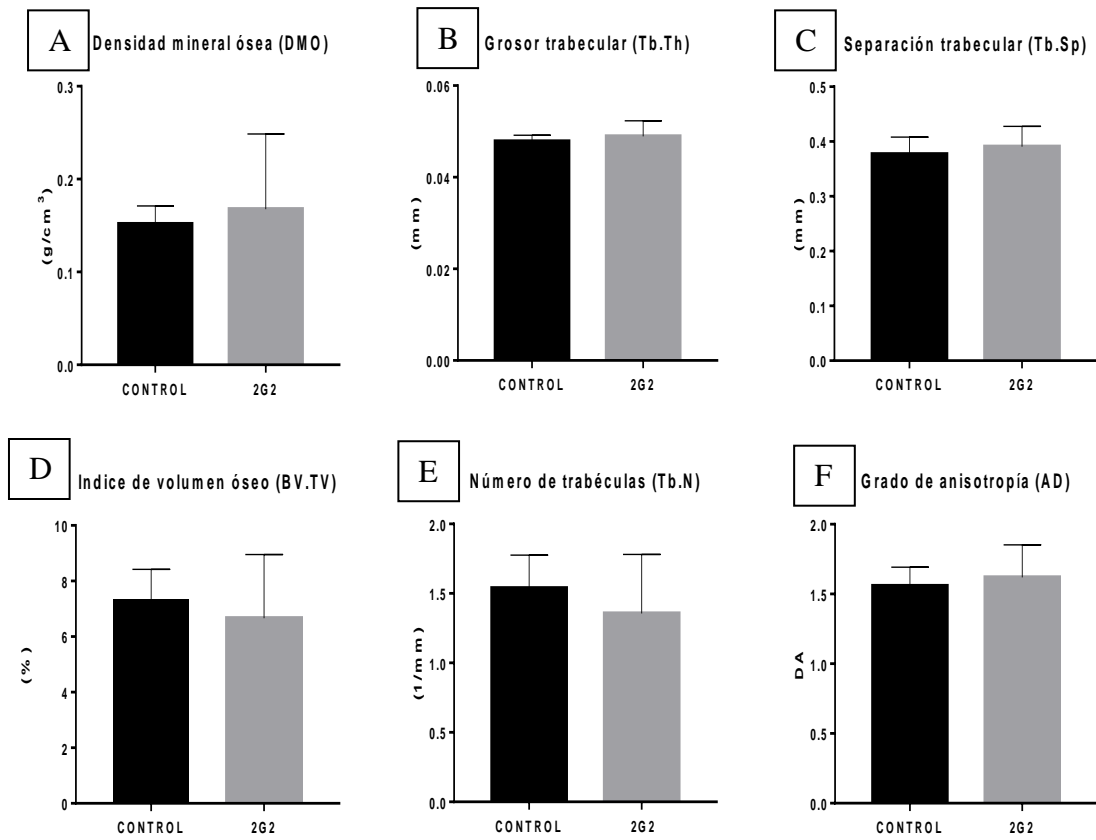 A
Densidad mineral ósea (DMO)
0.3
0.2
0.1
0.0
(g/cm³)
CONTROL 2G2
B
Grosor trabecular (Tb.Th)
0.06
0.04
0.02
0.00
(mm)
CONTROL 2G2
C
Separación trabecular (Tb.Sp)
0.5
0.4
0.3
0.2
0.1
0.0
(mm)
CONTROL 2G2
D
Indice de volumen óseo (BV.TV)
10
8
6
4
2
0
(%)
CONTROL 2G2
E
Número de trabéculas (Tb.N)
2.0
1.5
1.0
0.5
0.0
(1/mm)
CONTROL 2G2
F
Grado de anisotropía (AD)
2.0
1.5
1.0
0.5
0.0
DA
CONTROL 2G2